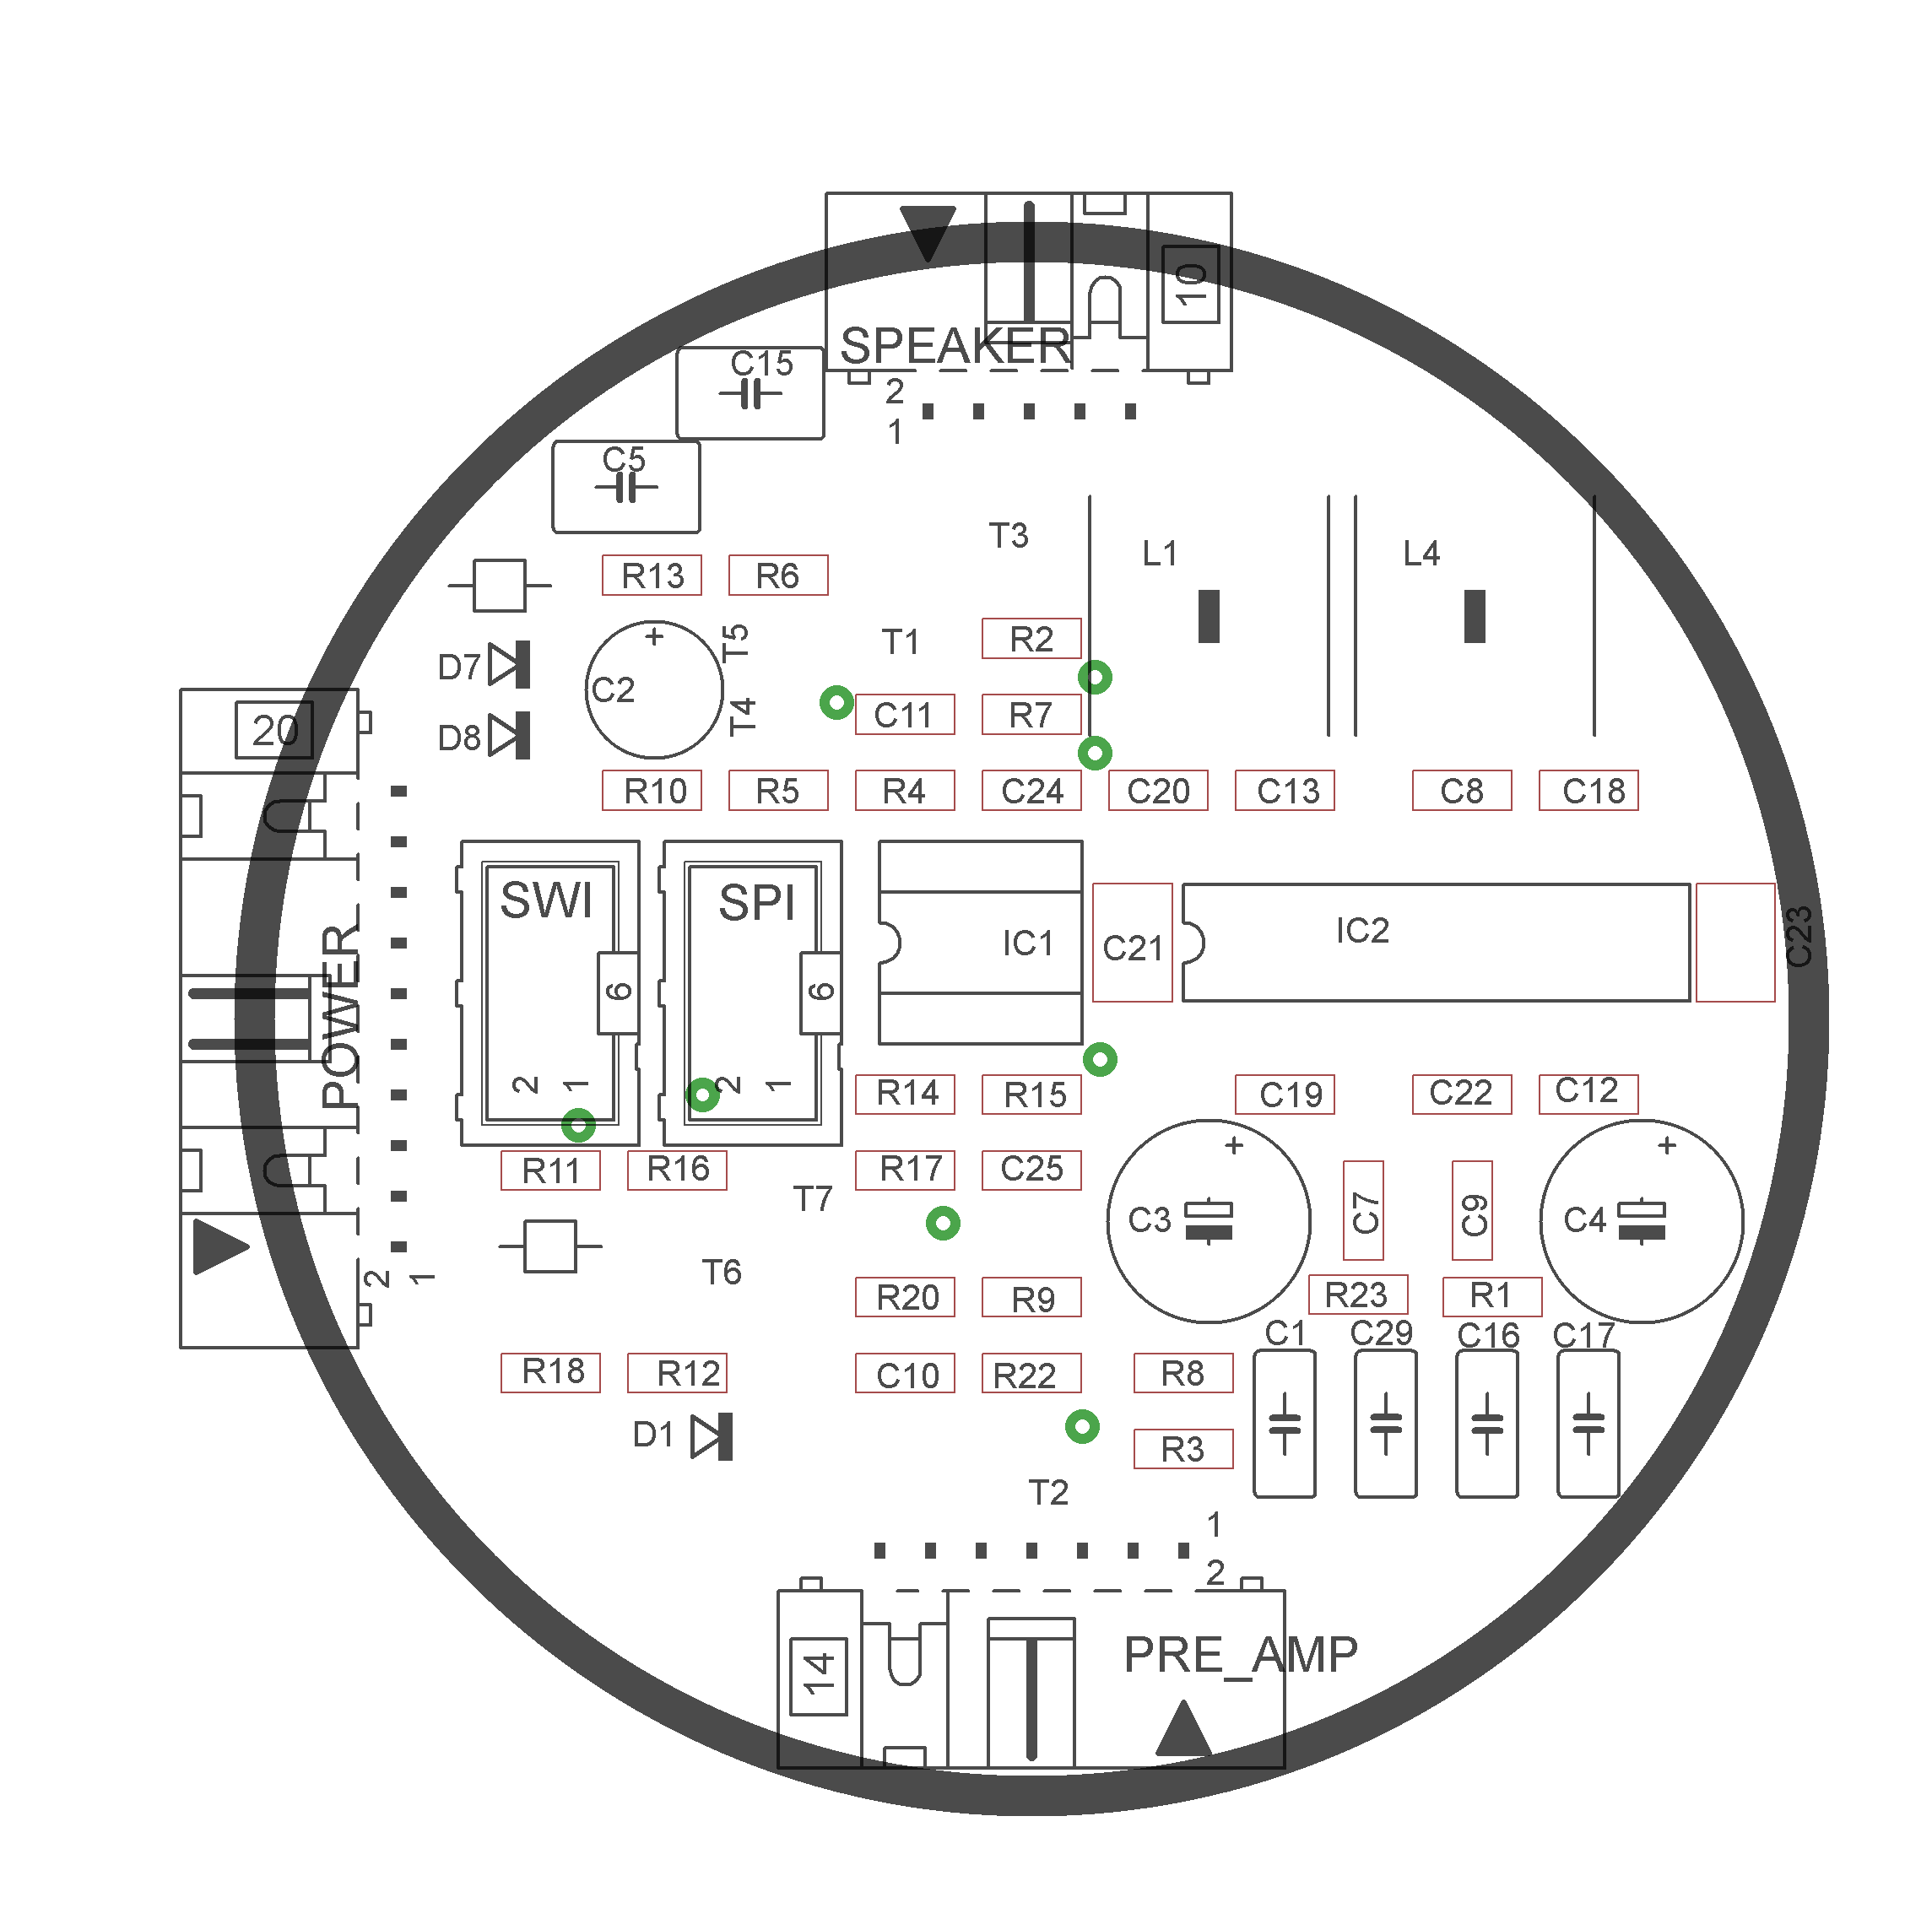 10
SPEAKER
C15
2
1
C5
T3
L1
L4
R13
R6
R2
T5
T1
D7
C2
C11
R7
T4
20
D8
R10
R5
R4
C24
C20
C13
C8
C18
SWI
SPI
IC1
C21
IC2
C23
POWER
6
6
2
1
2
1
R14
R15
C19
C22
C12
R11
R16
R17
C25
T7
C3
C7
C9
C4
T6
2
1
R20
R9
R23
R1
C1
C29
C16
C17
R18
R12
C10
R22
R8
D1
R3
T2
1
2
PRE_AMP
14